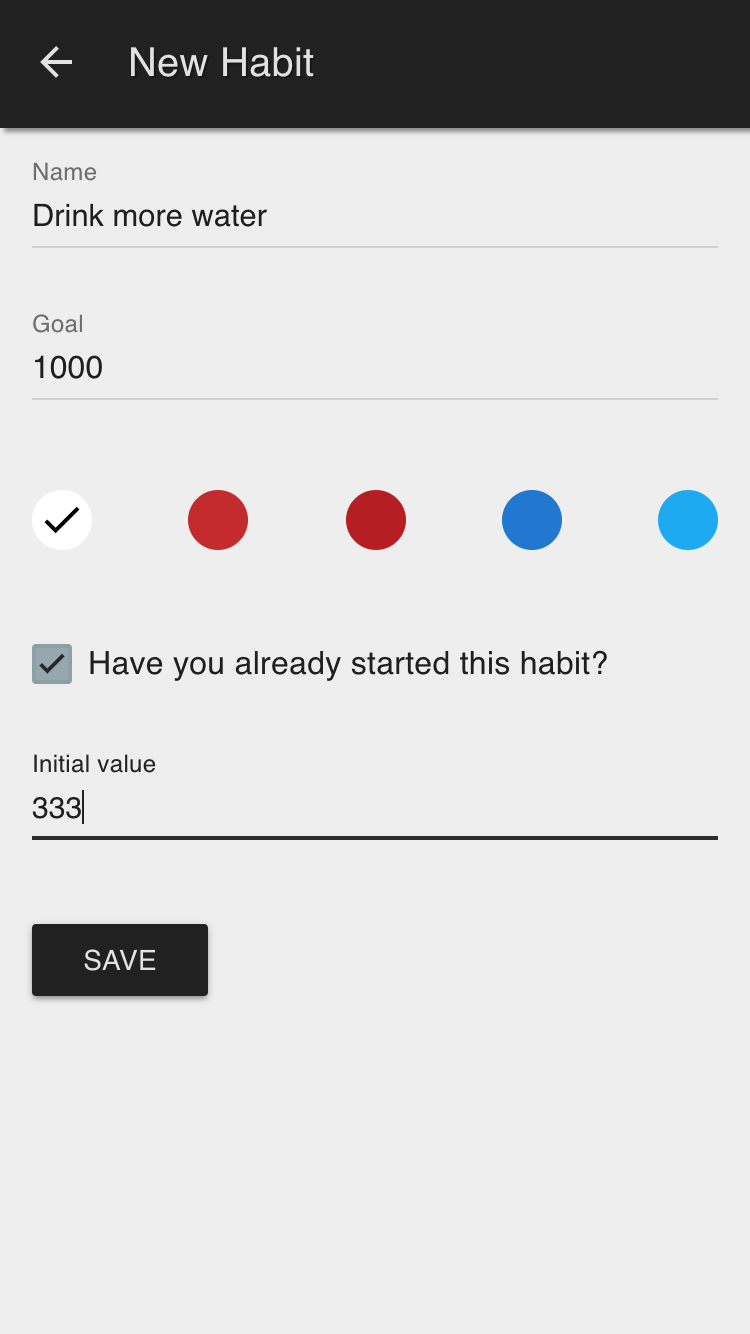 New Habit
Name
Drink more water
Goal
1000
Have you already started this habit?
Initial value
333
SAVE